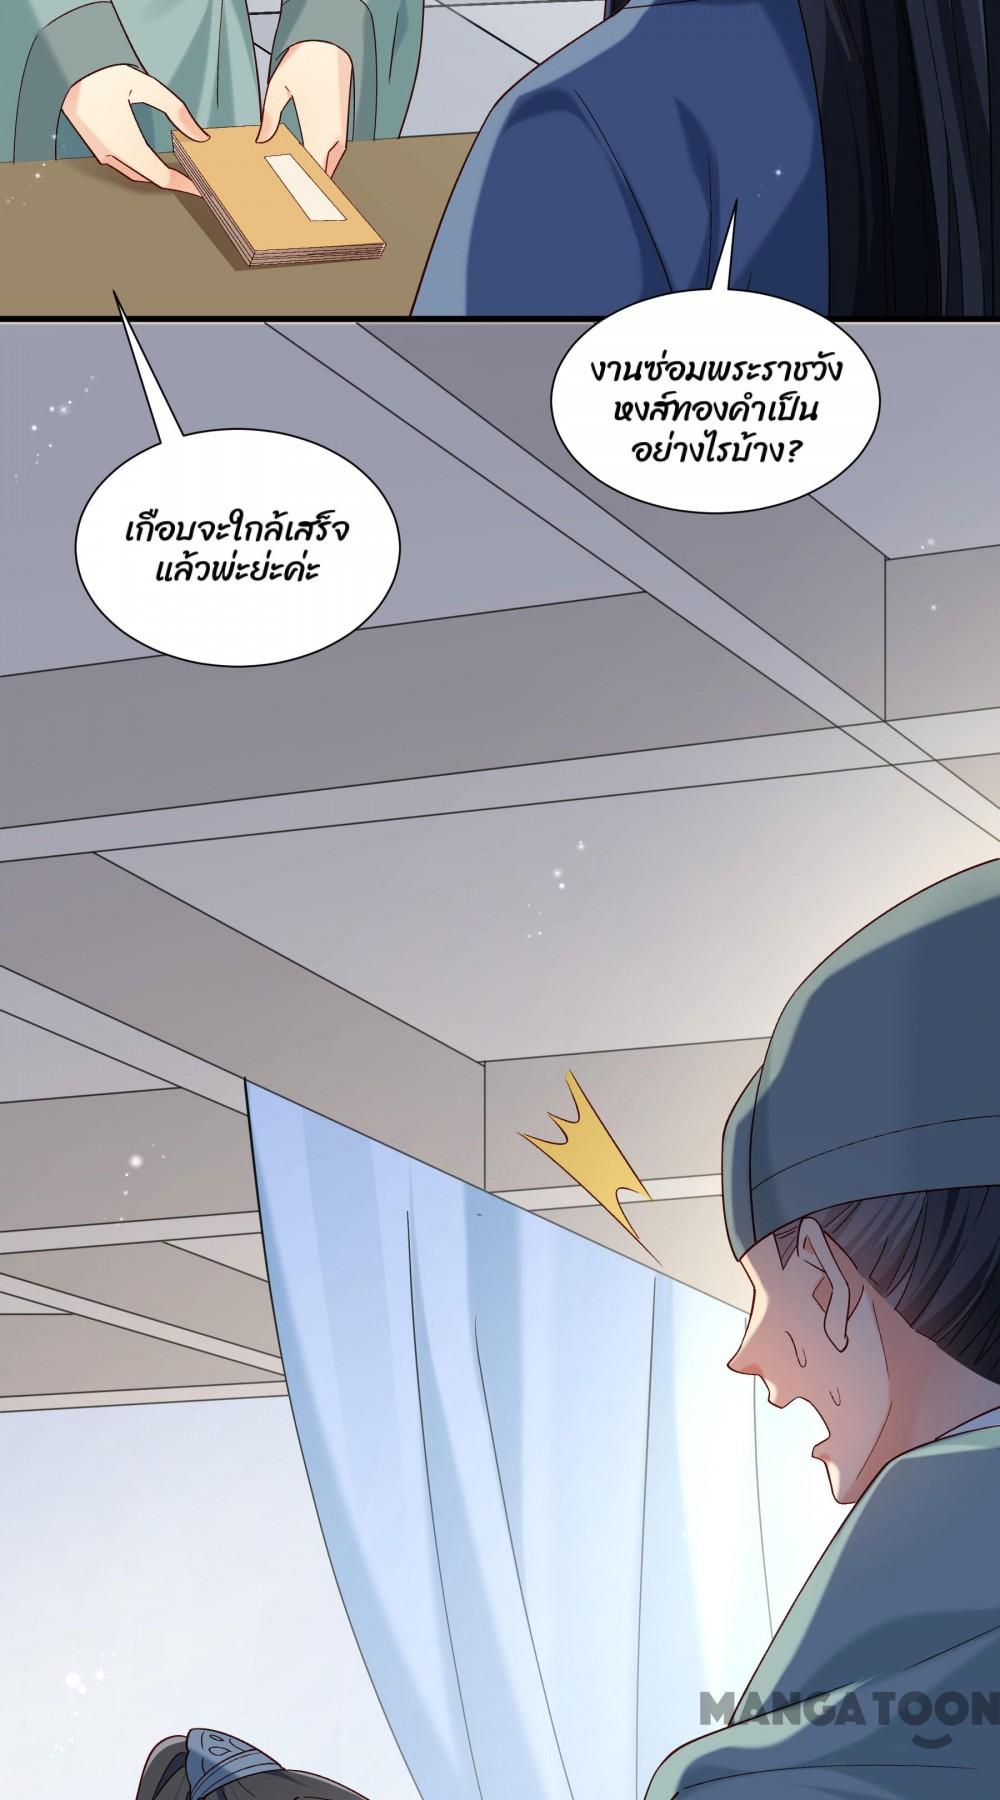 งานซ่อมพระราชวัง
หงส์ทองคำเป็น
อย่างไรบ้าง?
เกือบจะใกล้เสร็จ
แล้วพ่ะย่ะค่ะ
MANGATOON